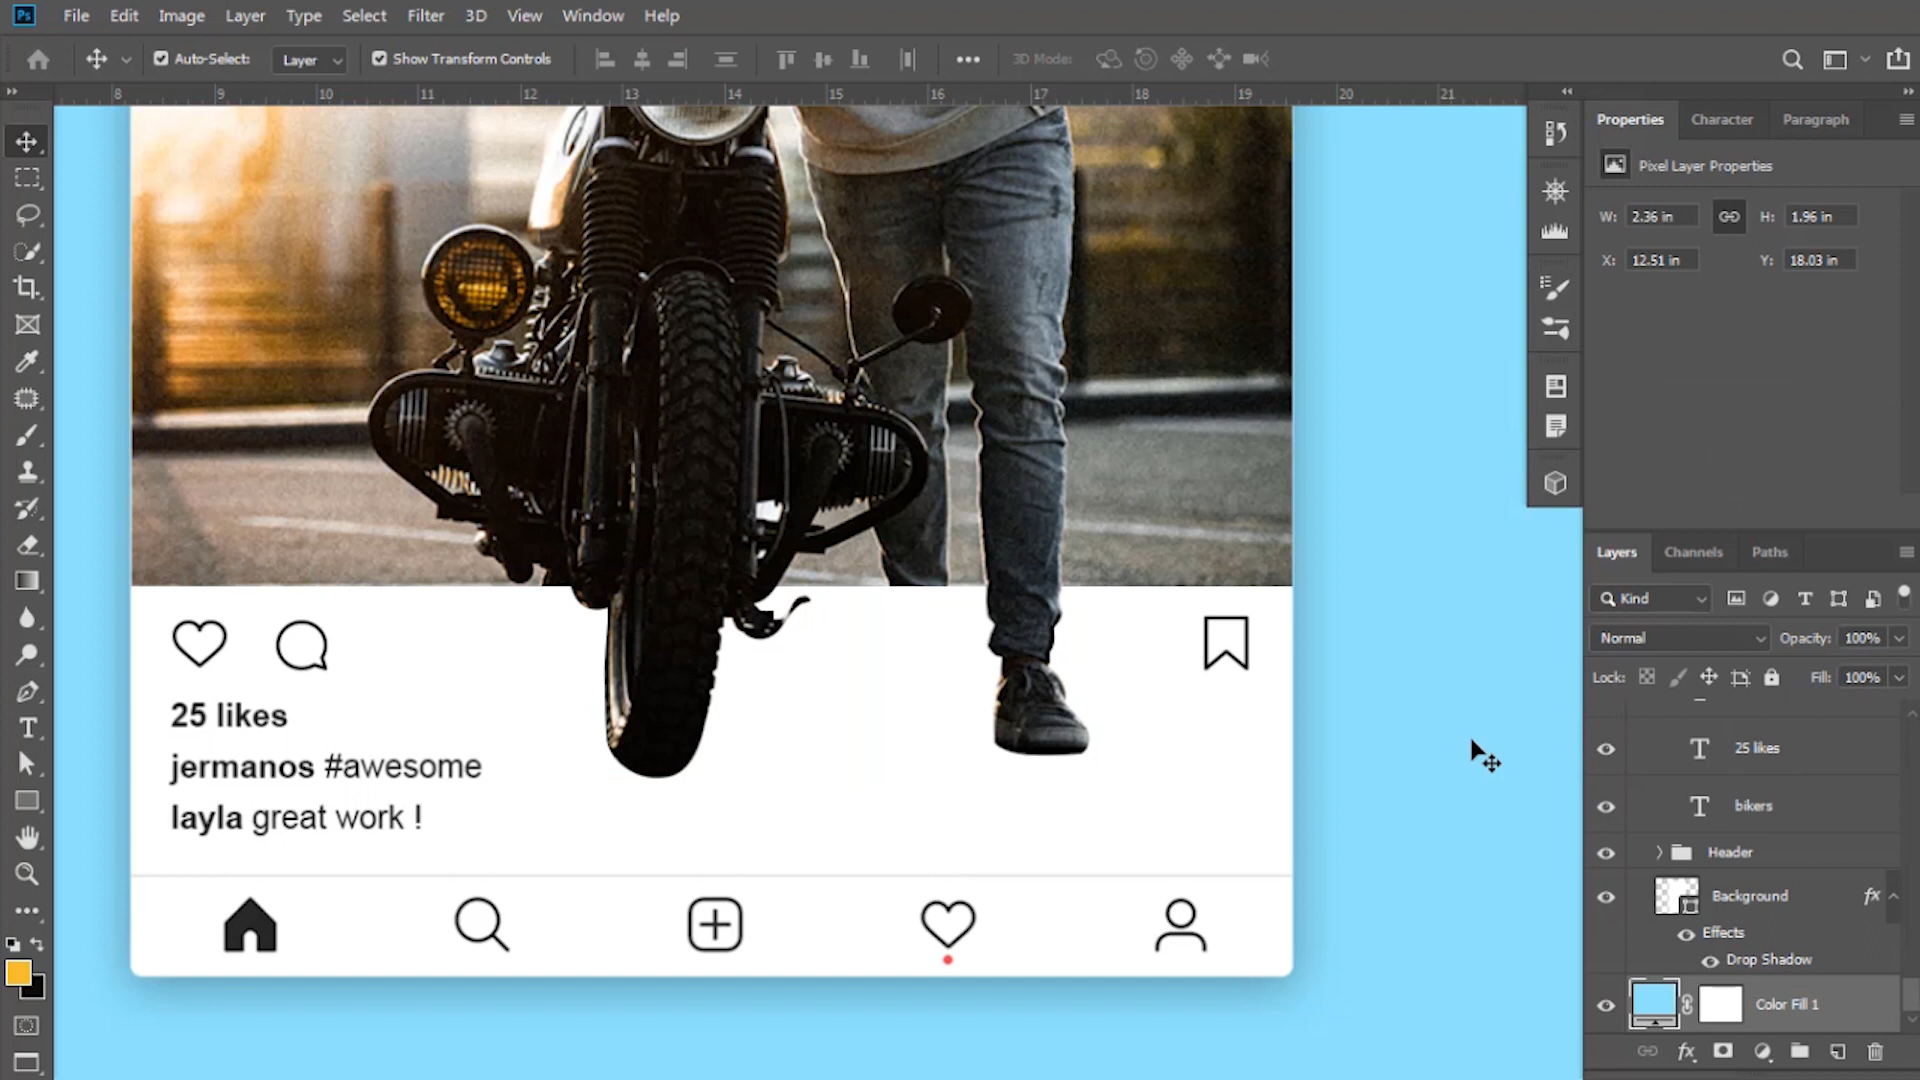 Ps File Edit Image Layer Type Select Filter 3D View Window Help
Auto-Select: Layer Show Transform Controls 3D Mode:
8 9 10 11 12 13 14 15 16 17 18 19 20 21
Properties Character Paragraph
Pixel Layer Properties
W: 2.36 in H: 1.96 in
X: 12.51 in Y: 18.03 in
25 likes
jermanos #awesome
layla great work !
Layers Channels Paths
Kind
Normal Opacity: 100%
Lock: Fill: 100%
T 25 likes
T bikers
Header
Background fx
Effects
Drop Shadow
Color Fill 1
fx